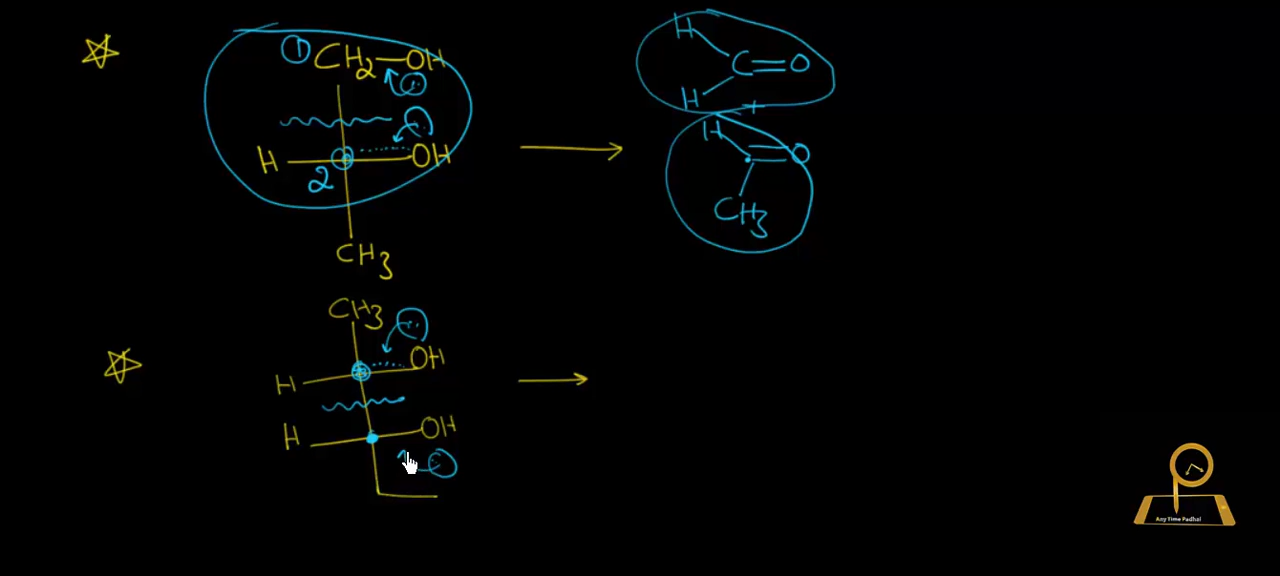 ① CH2-OH
H
C=O
H
+
H OH
2
H
=O
CH3
CH3
CH3
H OH
H OH
Any Time Padhai